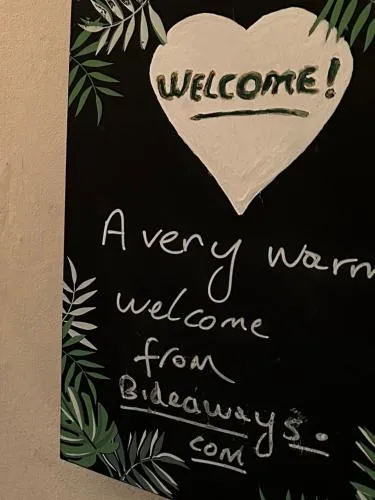 WELCOME!
A very warm
welcome
from
Bideaways.
com